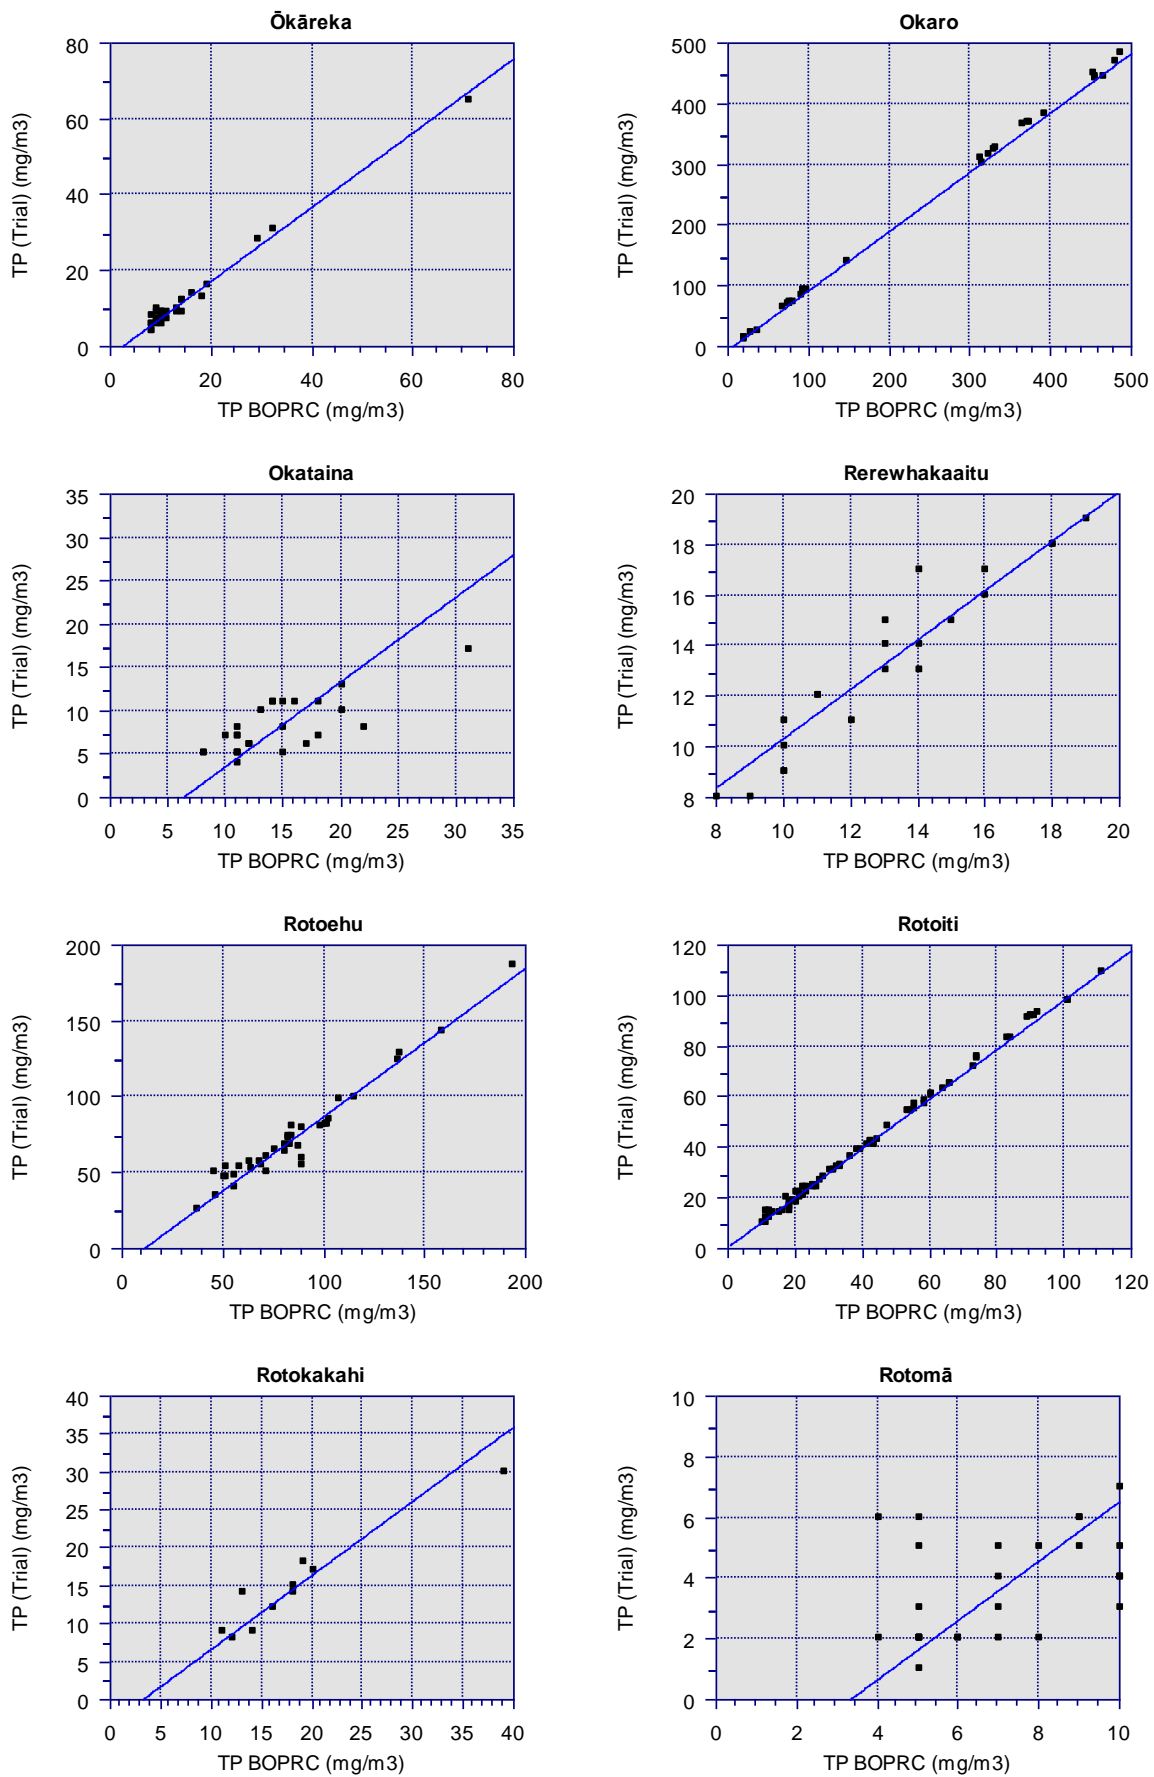 Ōkāreka
TP (Trial) (mg/m3)
80
60
40
20
0
0 20 40 60 80
TP BOPRC (mg/m3)
Okaro
TP (Trial) (mg/m3)
500
400
300
200
100
0
0 100 200 300 400 500
TP BOPRC (mg/m3)
Okataina
TP (Trial) (mg/m3)
35
30
25
20
15
10
5
0
0 5 10 15 20 25 30 35
TP BOPRC (mg/m3)
Rerewhakaaitu
TP (Trial) (mg/m3)
20
18
16
14
12
10
8
8 10 12 14 16 18 20
TP BOPRC (mg/m3)
Rotoehu
TP (Trial) (mg/m3)
200
150
100
50
0
0 50 100 150 200
TP BOPRC (mg/m3)
Rotoiti
TP (Trial) (mg/m3)
120
100
80
60
40
20
0
0 20 40 60 80 100 120
TP BOPRC (mg/m3)
Rotokakahi
TP (Trial) (mg/m3)
40
35
30
25
20
15
10
5
0
0 5 10 15 20 25 30 35 40
TP BOPRC (mg/m3)
Rotomā
TP (Trial) (mg/m3)
10
8
6
4
2
0
0 2 4 6 8 10
TP BOPRC (mg/m3)